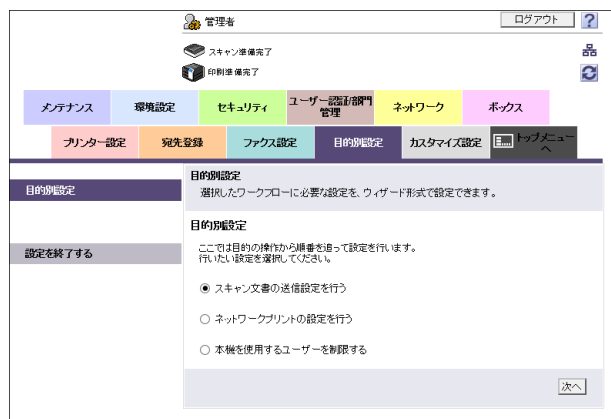 管理者
ログアウト
?
スキャン準備完了
印刷準備完了
メンテナンス
環境設定
セキュリティ
ユーザー認証/部門
管理
ネットワーク
ボックス
プリンター設定
宛先登録
ファクス設定
目的別設定
カスタマイズ設定
トップメニュー
へ
目的別設定
設定を終了する
目的別設定
選択したワークフローに必要な設定を、ウィザード形式で設定できます。
目的別設定
ここでは目的の操作から順番を追って設定を行います。
行いたい設定を選択してください。
スキャン文書の送信設定を行う
ネットワークプリントの設定を行う
本機を使用するユーザーを制限する
次へ